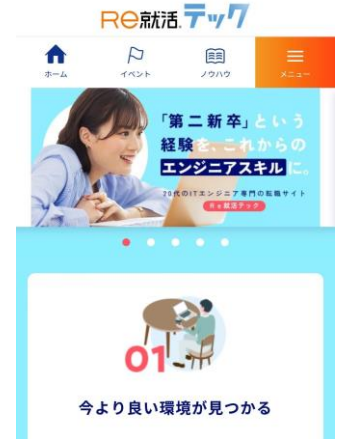 Re就活.テック
ホーム
イベント
ノウハウ
メニュー
「第二新卒」という
経験を、これからの
エンジニアスキルに。
20代のITエンジニア専門の転職サイト
Re就活テック
01
今より良い環境が見つかる